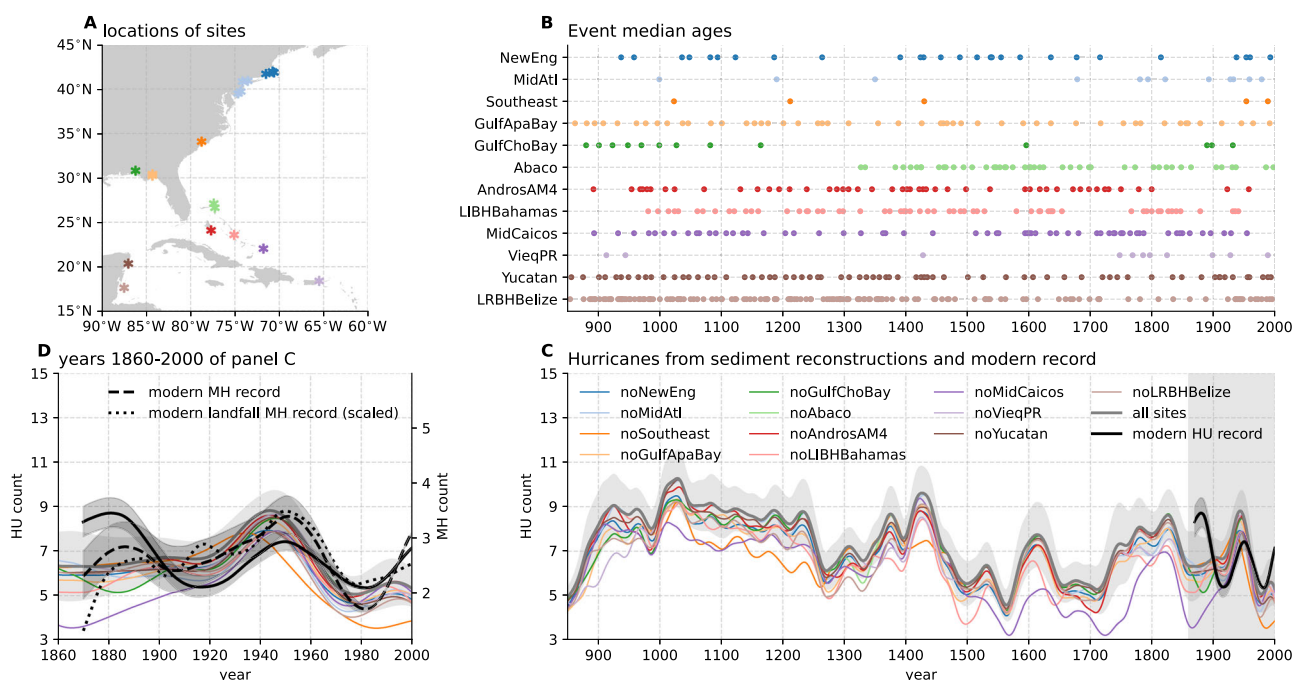 A locations of sites
45°N
40°N
35°N
30°N
25°N
20°N
15°N
90°W 85°W 80°W 75°W 70°W 65°W 60°W
B Event median ages
NewEng
MidAtl
Southeast
GulfApaBay
GulfChoBay
Abaco
AndrosAM4
LIBHBahamas
MidCaicos
VieqPR
Yucatan
LRBHBelize
900 1000 1100 1200 1300 1400 1500 1600 1700 1800 1900 2000
D years 1860-2000 of panel C
modern MH record
modern landfall MH record (scaled)
HU count
15
13
11
9
7
5
3
MH count
5
4
3
2
1860 1880 1900 1920 1940 1960 1980 2000
year
C Hurricanes from sediment reconstructions and modern record
noNewEng noGulfChoBay noMidCaicos noLRBHBelize
noMidAtl noAbaco noVieqPR all sites
noSoutheast noAndrosAM4 noYucatan modern HU record
noGulfApaBay noLIBHBahamas
HU count
15
13
11
9
7
5
3
900 1000 1100 1200 1300 1400 1500 1600 1700 1800 1900 2000
year